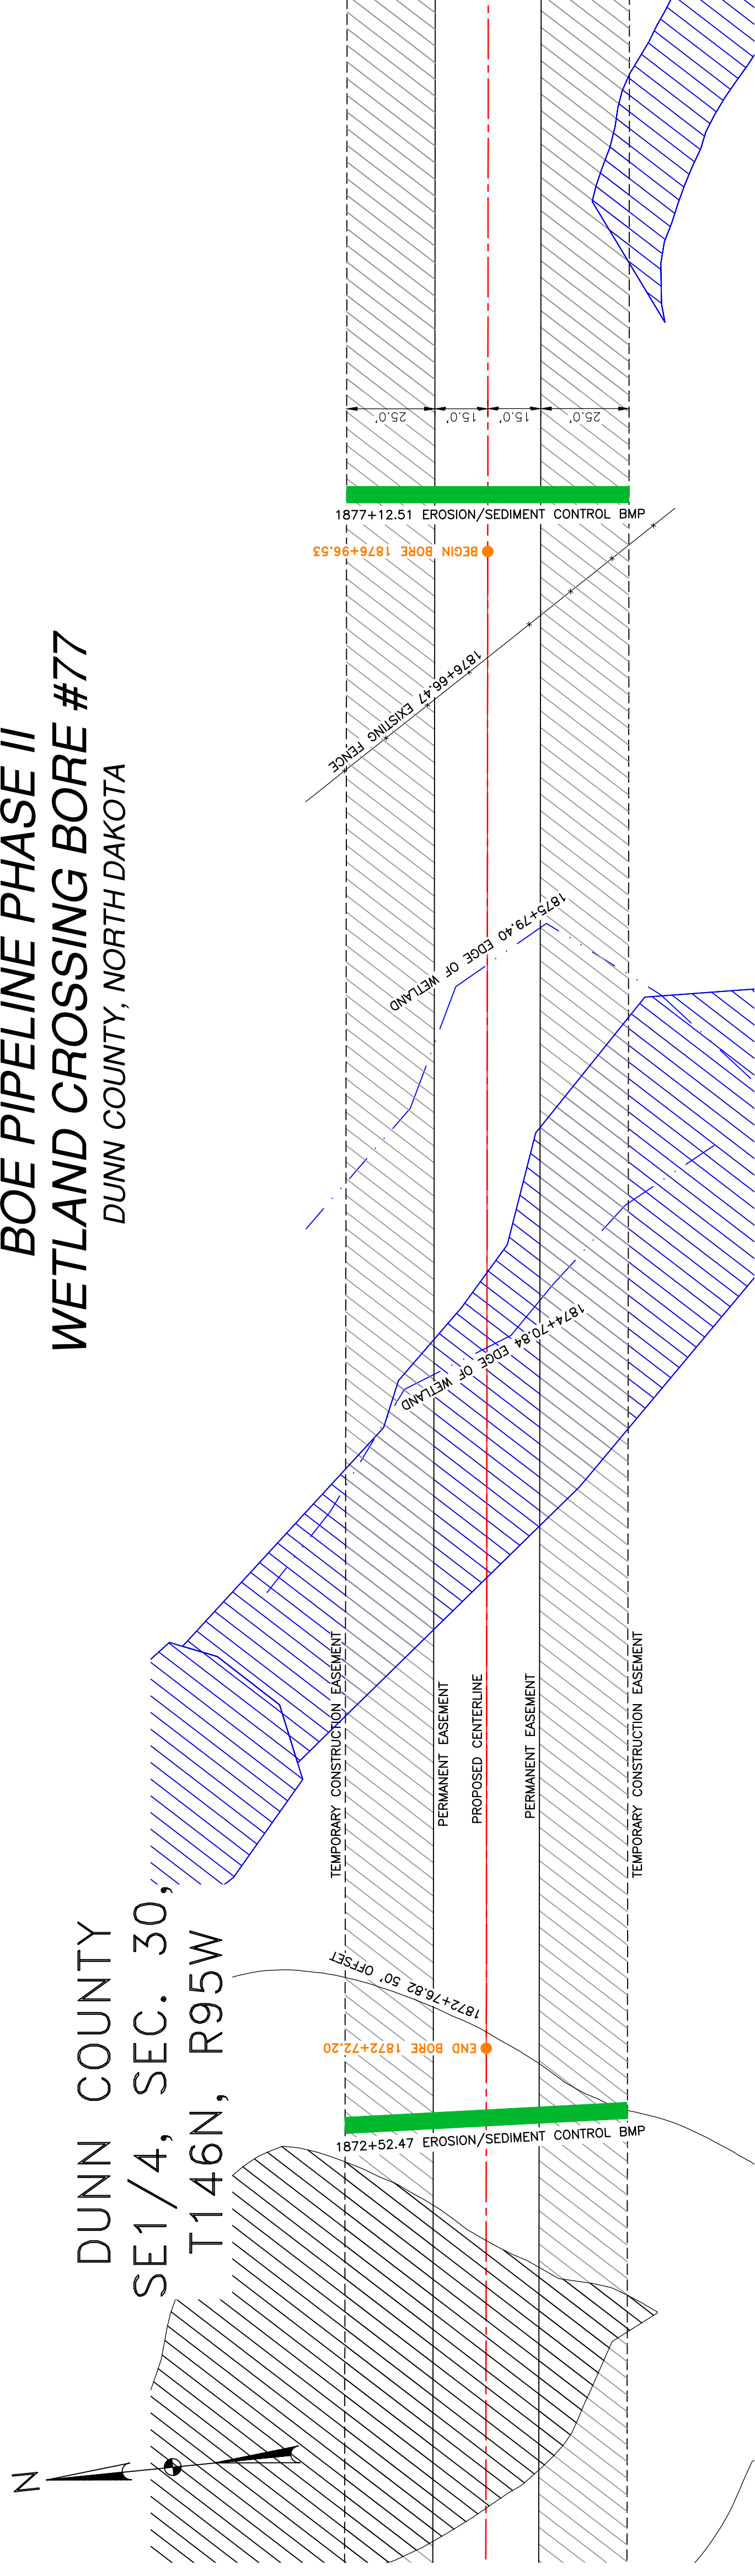 BOE PIPELINE PHASE II
WETLAND CROSSING BORE #77
DUNN COUNTY, NORTH DAKOTA
25.0'
15.0'
15.0'
25.0'
1877+12.51 EROSION/SEDIMENT CONTROL BMP
BEGIN BORE 1876+96.53
1876+66.47 EXISTING FENCE
1875+79.40 EDGE OF WETLAND
1874+70.84 EDGE OF WETLAND
TEMPORARY CONSTRUCTION EASEMENT
PERMANENT EASEMENT
PROPOSED CENTERLINE
PERMANENT EASEMENT
TEMPORARY CONSTRUCTION EASEMENT
DUNN COUNTY
SE1/4, SEC. 30,
T146N, R95W
1872+76.82 50' OFFSET
END BORE 1872+72.20
1872+52.47 EROSION/SEDIMENT CONTROL BMP
N